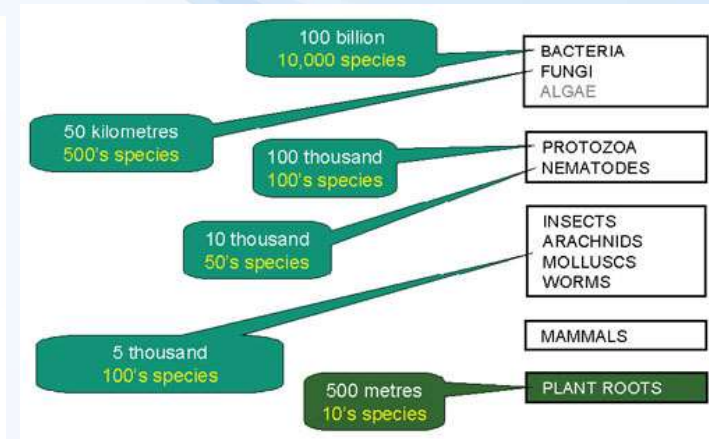 100 billion
10,000 species
BACTERIA
FUNGI
ALGAE
50 kilometres
500's species
100 thousand
100's species
PROTOZOA
NEMATODES
10 thousand
50's species
INSECTS
ARACHNIDS
MOLLUSCS
WORMS
5 thousand
100's species
MAMMALS
500 metres
10's species
PLANT ROOTS